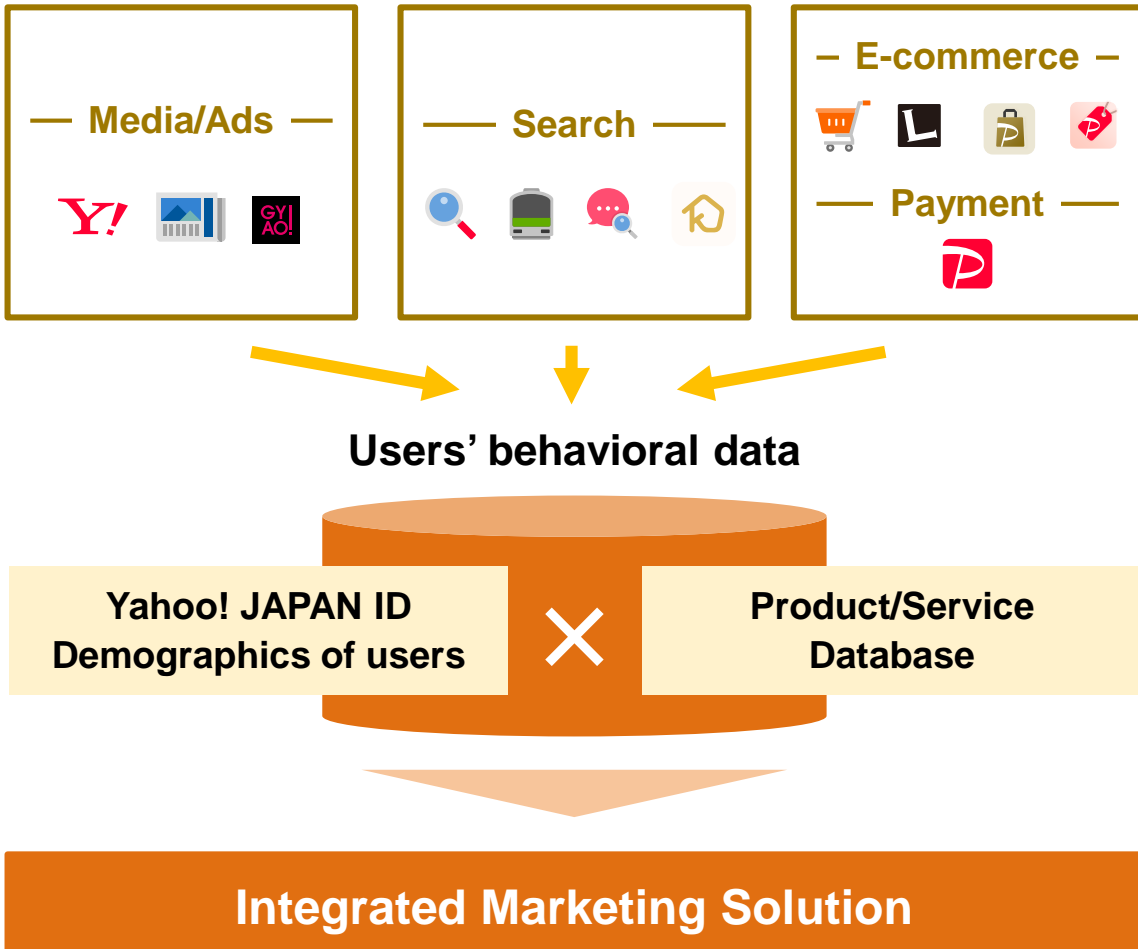 Media/Ads
Search
E-commerce
Payment
Y!
GY
AO!
L
P
P
P
Users’ behavioral data
Yahoo! JAPAN ID
Demographics of users
×
Product/Service
Database
Integrated Marketing Solution